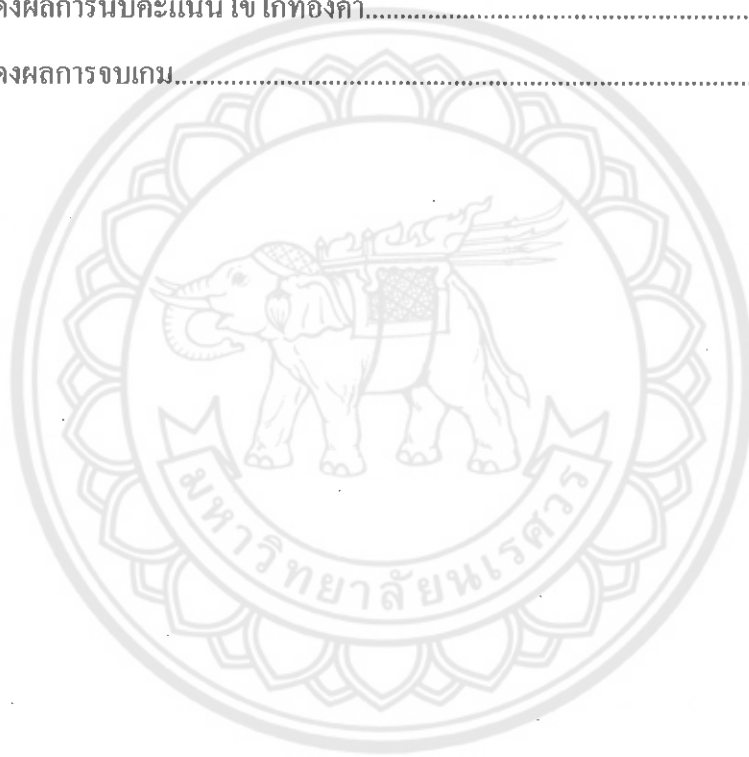 งผลการนับคะแนนไข่ไก่ทองคำ................................................
งผลการจบเกม................................................
มหาวิทยาลัยนเรศวร